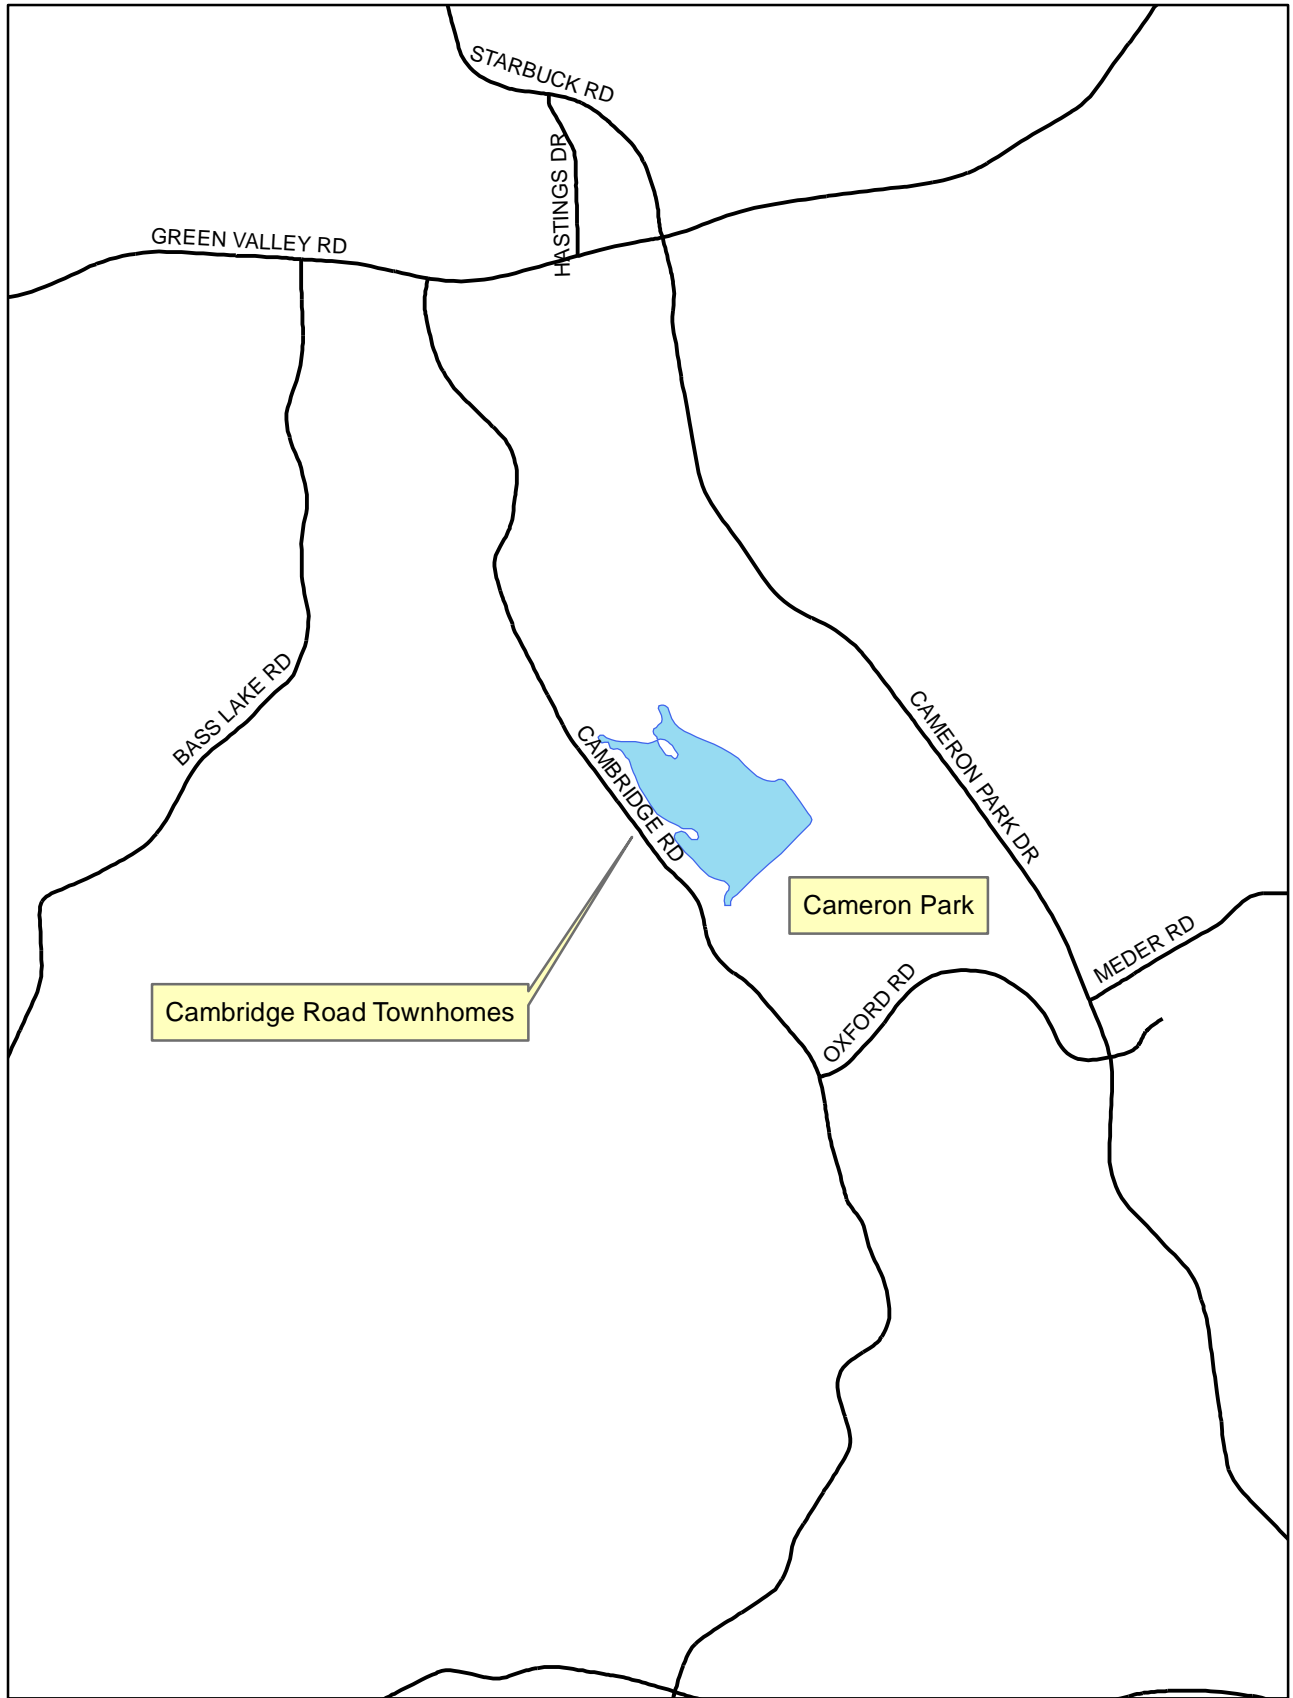 STARBUCK RD
HASTINGS DR
GREEN VALLEY RD
BASS LAKE RD
CAMBRIDGE RD
CAMERON PARK DR
Cameron Park
MEDER RD
OXFORD RD
Cambridge Road Townhomes